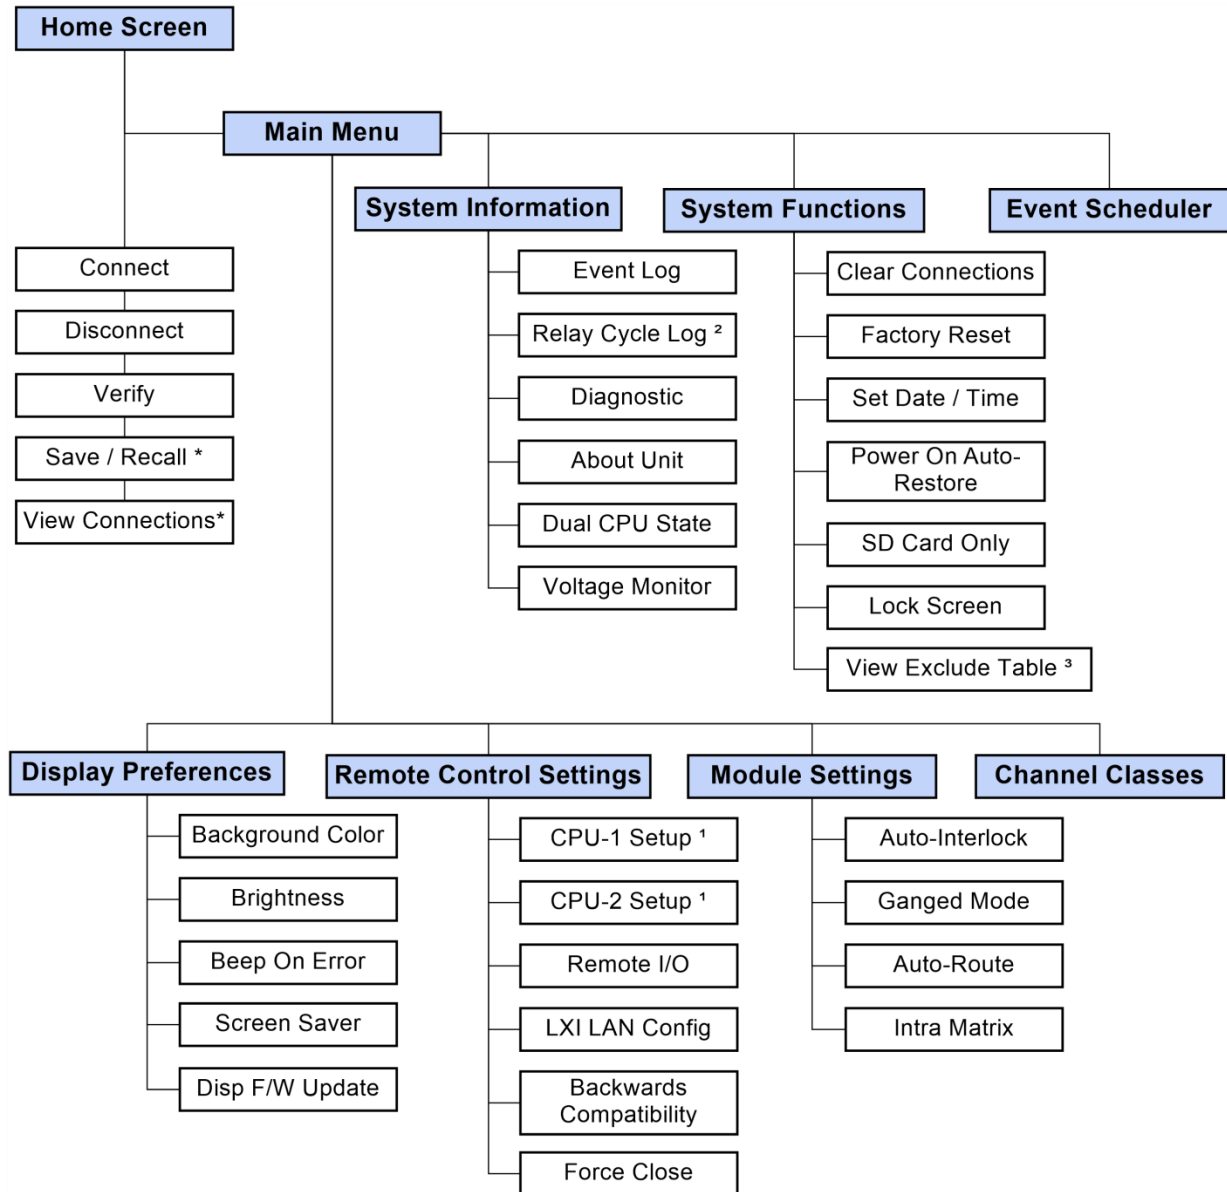 Home Screen
Main Menu
System Information
System Functions
Event Scheduler
Connect
Disconnect
Verify
Save / Recall *
View Connections*
Event Log
Relay Cycle Log ²
Diagnostic
About Unit
Dual CPU State
Voltage Monitor
Clear Connections
Factory Reset
Set Date / Time
Power On Auto-
Restore
SD Card Only
Lock Screen
View Exclude Table ³
Display Preferences
Remote Control Settings
Module Settings
Channel Classes
Background Color
Brightness
Beep On Error
Screen Saver
Disp F/W Update
CPU-1 Setup ¹
CPU-2 Setup ¹
Remote I/O
LXI LAN Config
Backwards
Compatibility
Force Close
Auto-Interlock
Ganged Mode
Auto-Route
Intra Matrix